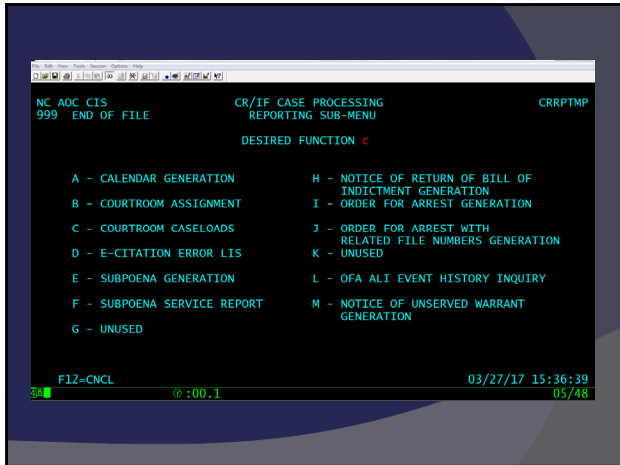 File Edit View Tools Session Options Help
NC AOC CIS CR/IF CASE PROCESSING CRRPTMP
999 END OF FILE REPORTING SUB-MENU
DESIRED FUNCTION c
A - CALENDAR GENERATION
B - COURTROOM ASSIGNMENT
C - COURTROOM CASELOADS
D - E-CITATION ERROR LIS
E - SUBPOENA GENERATION
F - SUBPOENA SERVICE REPORT
G - UNUSED
H - NOTICE OF RETURN OF BILL OF
INDICTMENT GENERATION
I - ORDER FOR ARREST GENERATION
J - ORDER FOR ARREST WITH
RELATED FILE NUMBERS GENERATION
K - UNUSED
L - OFA ALI EVENT HISTORY INQUIRY
M - NOTICE OF UNSERVED WARRANT
GENERATION
F12=CNCL 03/27/17 15:36:39
:00.1 05/48